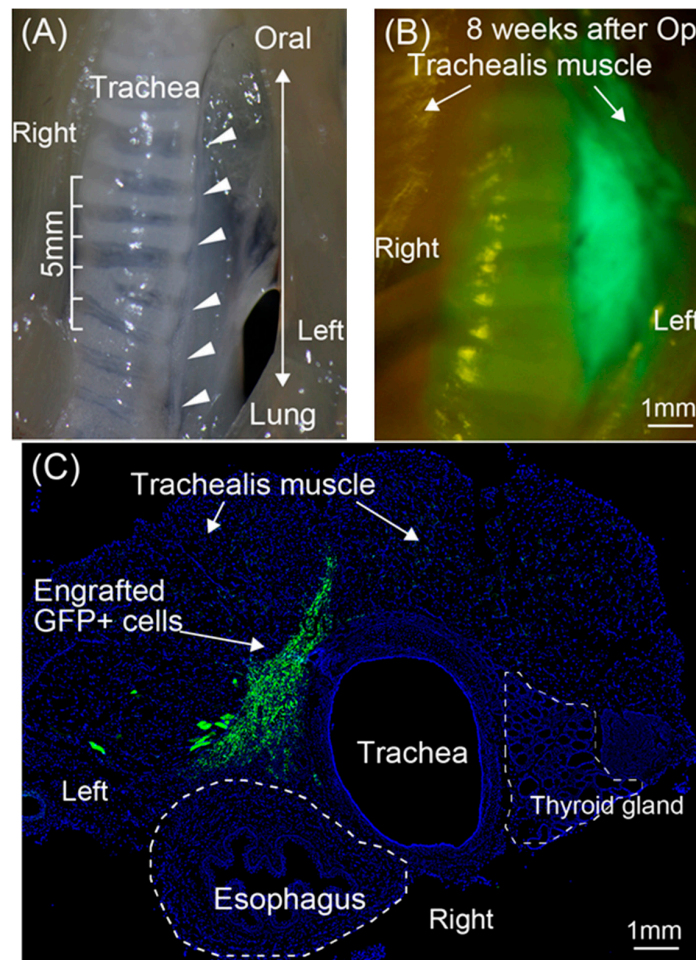 (A)
Oral
Trachea
Right
5mm
Left
Lung
(B)
8 weeks after Op
Trachealis muscle
Right
Left
1mm
(C)
Trachealis muscle
Engrafted
GFP+ cells
Trachea
Left
Thyroid gland
Esophagus
Right
1mm